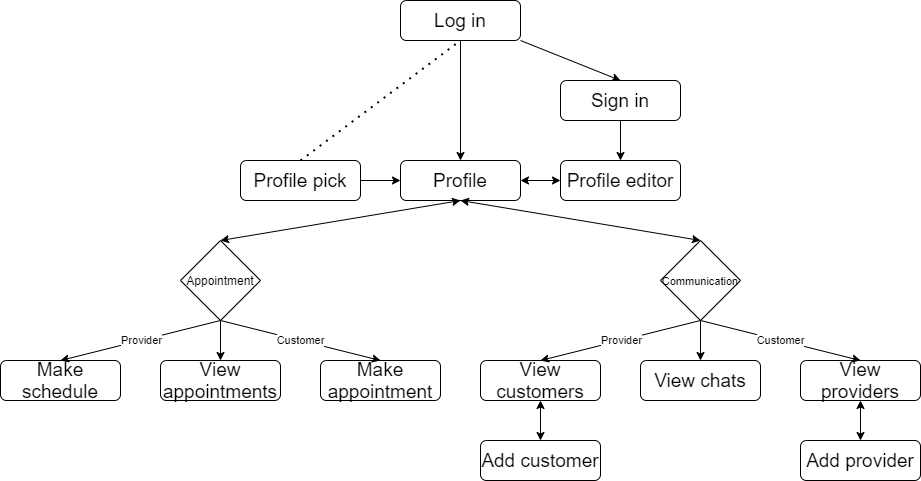 Log in
Sign in
Profile pick
Profile
Profile editor
Appointment
Communication
Provider
Customer
Provider
Customer
Make
schedule
View
appointments
Make
appointment
View
customers
View chats
View
providers
Add customer
Add provider